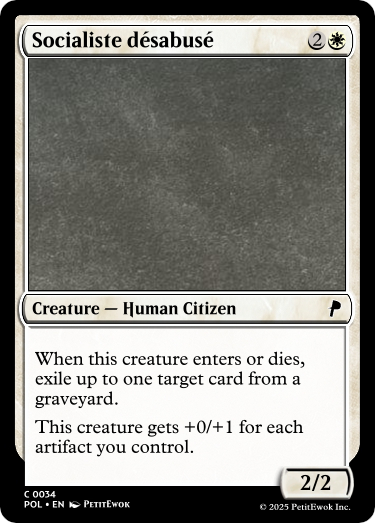 Socialiste désabusé 2
Creature — Human Citizen
When this creature enters or dies,
exile up to one target card from a
graveyard.
This creature gets +0/+1 for each
artifact you control.
2/2
C 0034
POL • EN PetitEwok
© 2025 PetitEwok Inc.